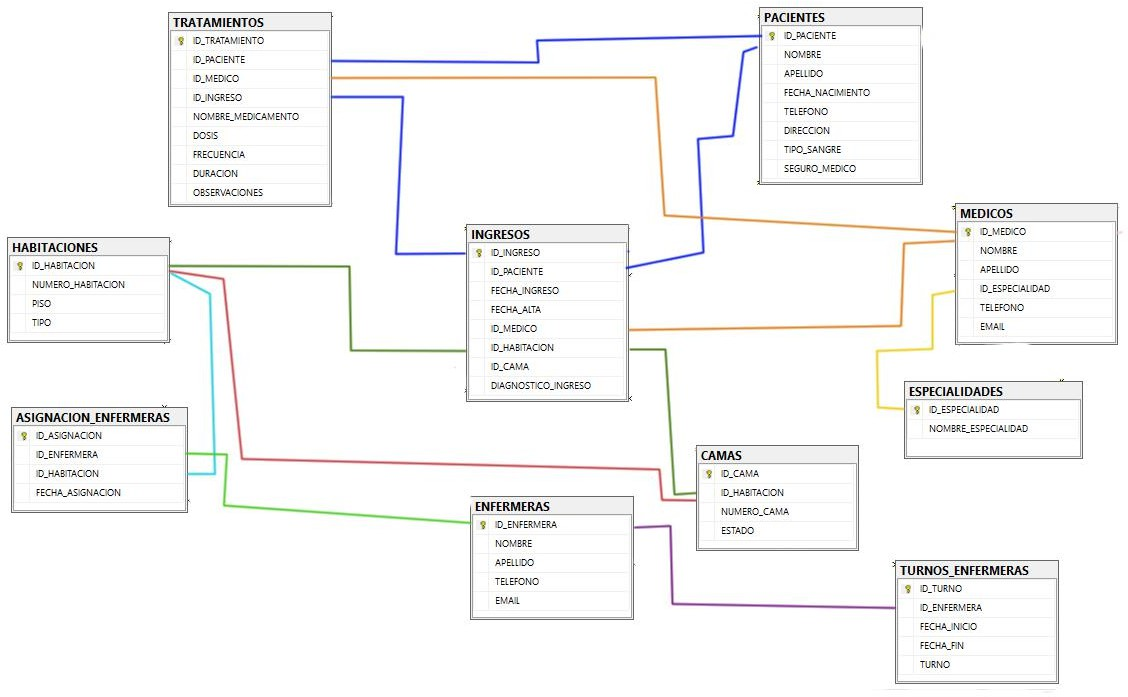 TRATAMIENTOS
ID_TRATAMIENTO
ID_PACIENTE
ID_MEDICO
ID_INGRESO
NOMBRE_MEDICAMENTO
DOSIS
FRECUENCIA
DURACION
OBSERVACIONES
PACIENTES
ID_PACIENTE
NOMBRE
APELLIDO
FECHA_NACIMIENTO
TELEFONO
DIRECCION
TIPO_SANGRE
SEGURO_MEDICO
HABITACIONES
ID_HABITACION
NUMERO_HABITACION
PISO
TIPO
INGRESOS
ID_INGRESO
ID_PACIENTE
FECHA_INGRESO
FECHA_ALTA
ID_MEDICO
ID_HABITACION
ID_CAMA
DIAGNOSTICO_INGRESO
MEDICOS
ID_MEDICO
NOMBRE
APELLIDO
ID_ESPECIALIDAD
TELEFONO
EMAIL
ESPECIALIDADES
ID_ESPECIALIDAD
NOMBRE_ESPECIALIDAD
ASIGNACION_ENFERMERAS
ID_ASIGNACION
ID_ENFERMERA
ID_HABITACION
FECHA_ASIGNACION
ENFERMERAS
ID_ENFERMERA
NOMBRE
APELLIDO
TELEFONO
EMAIL
CAMAS
ID_CAMA
ID_HABITACION
NUMERO_CAMA
ESTADO
TURNOS_ENFERMERAS
ID_TURNO
ID_ENFERMERA
FECHA_INICIO
FECHA_FIN
TURNO